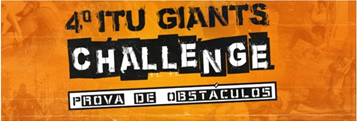 4º ITU GIANTS
CHALLENGE
PROVA DE OBSTÁCULOS